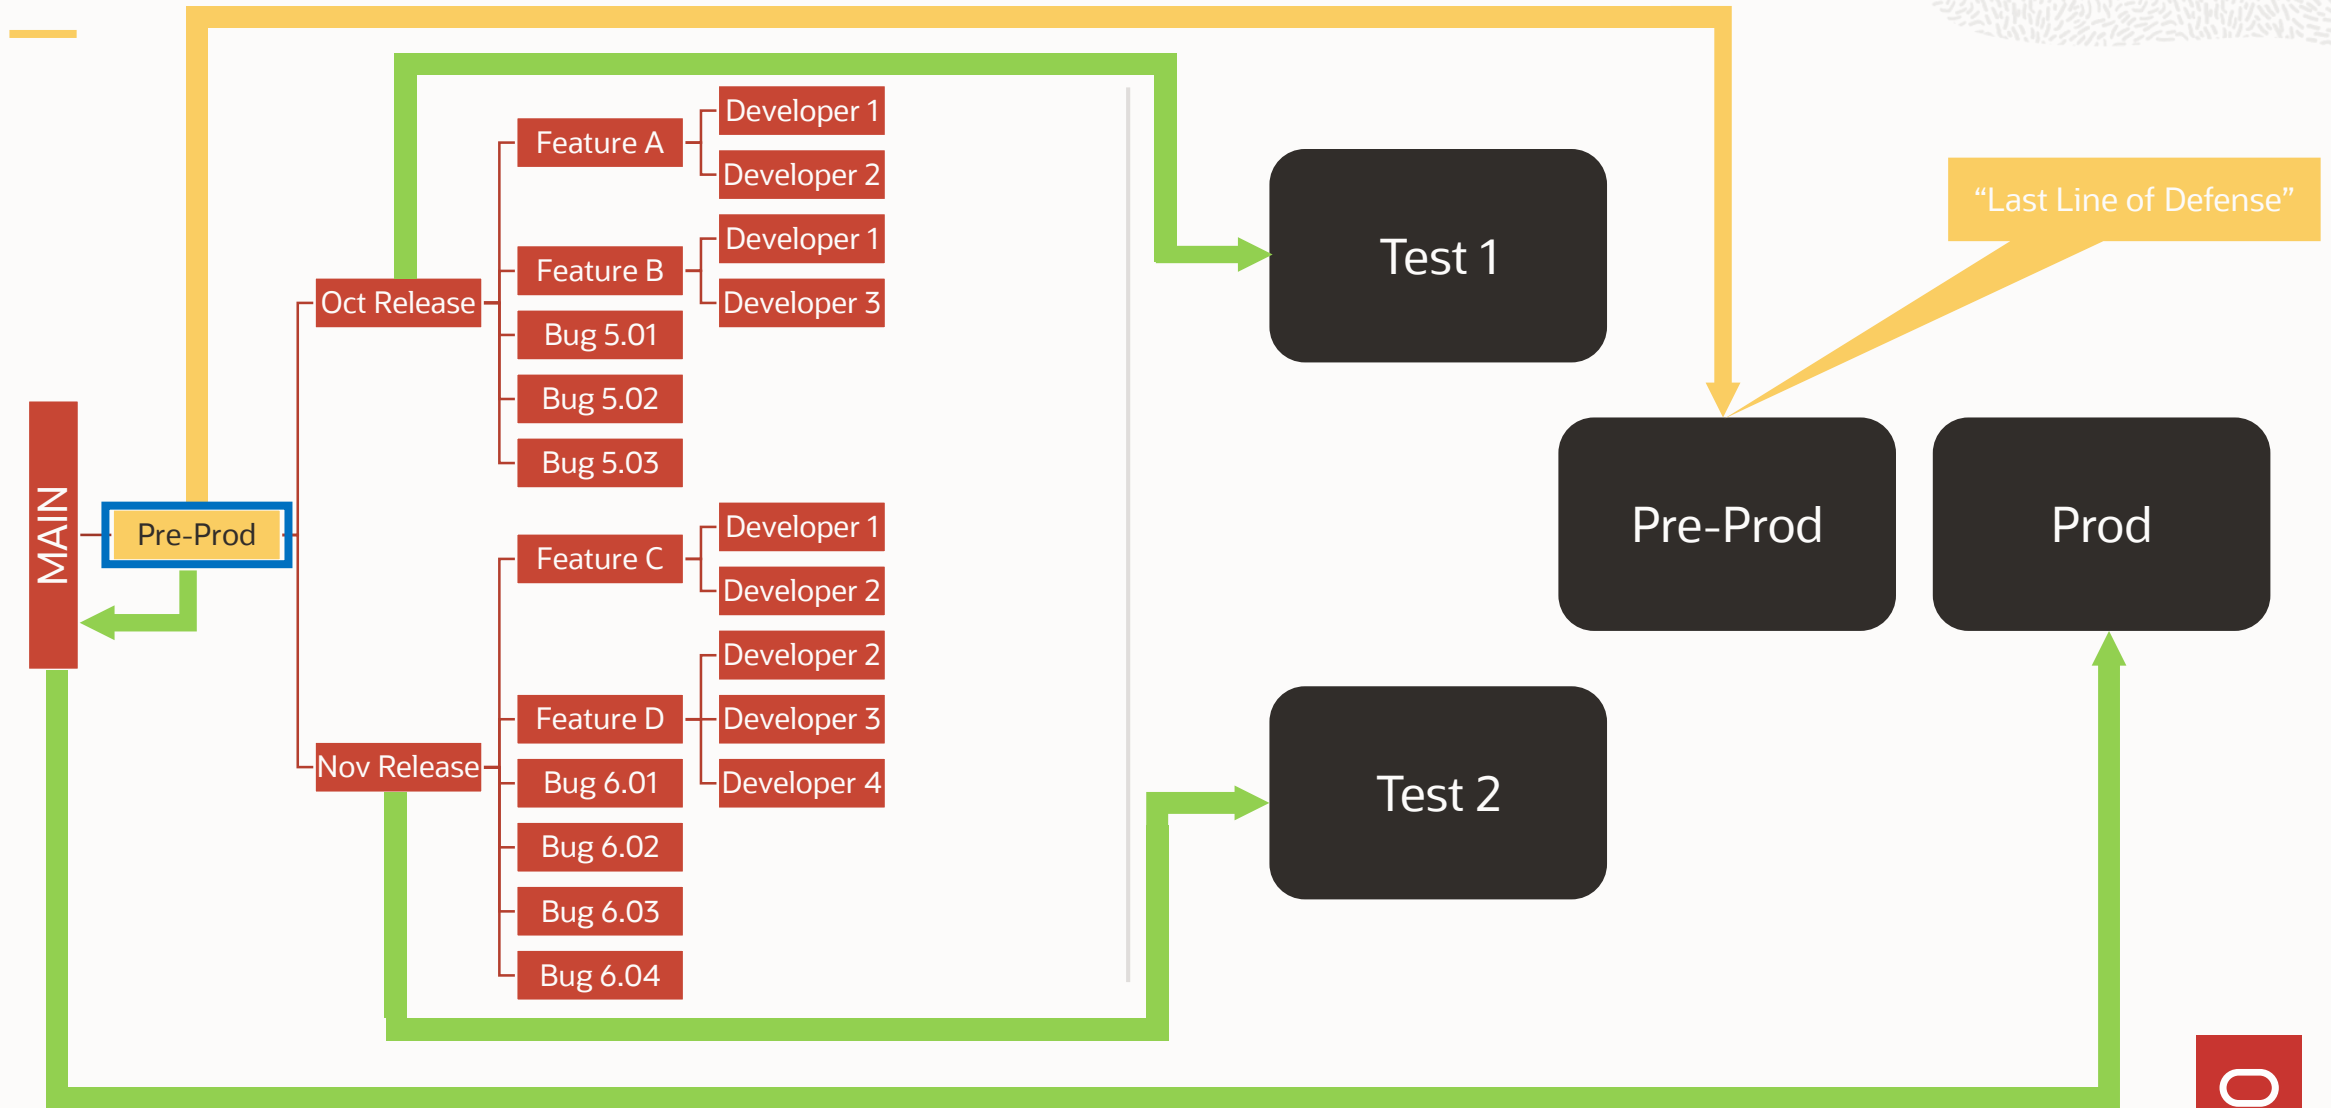 MAIN
Pre-Prod
Oct Release
Feature A
Developer 1
Developer 2
Feature B
Developer 1
Developer 3
Bug 5.01
Bug 5.02
Bug 5.03
Nov Release
Feature C
Developer 1
Developer 2
Feature D
Developer 2
Developer 3
Developer 4
Bug 6.01
Bug 6.02
Bug 6.03
Bug 6.04
Test 1
Test 2
“Last Line of Defense”
Pre-Prod
Prod